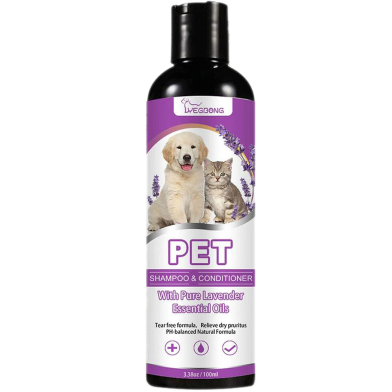 WEGBONG
PET
SHAMPOO & CONDITIONER
With Pure Lavender
Essential Oils
Tear free formula, Relieve dry pruritus
PH-balanced Natural Formula
3.38oz / 100ml